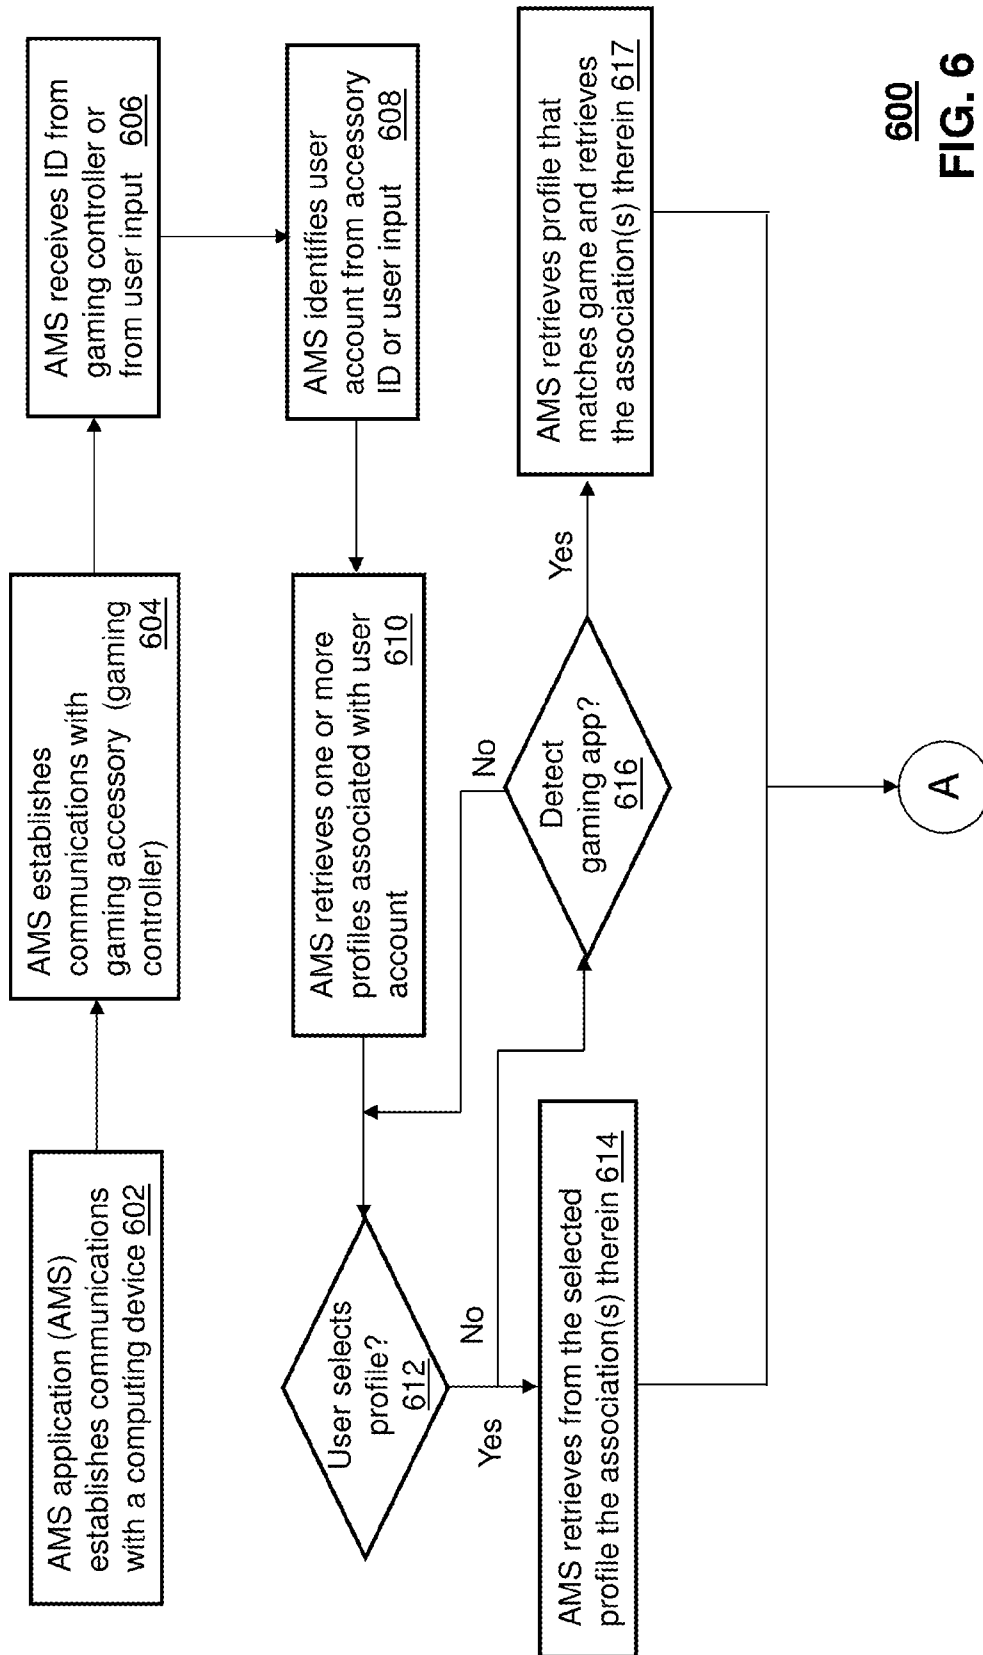 AMS application (AMS)
establishes communications
with a computing device 602
AMS establishes
communications with
gaming accessory (gaming
controller) 604
AMS receives ID from
gaming controller or
from user input 606
AMS identifies user
account from accessory
ID or user input 608
AMS retrieves one or more
profiles associated with user
account 610
User selects
profile?
612
No
Yes
AMS retrieves from the selected
profile the association(s) therein 614
Detect
gaming app?
616
No
Yes
AMS retrieves profile that
matches game and retrieves
the association(s) therein 617
A
600
FIG. 6